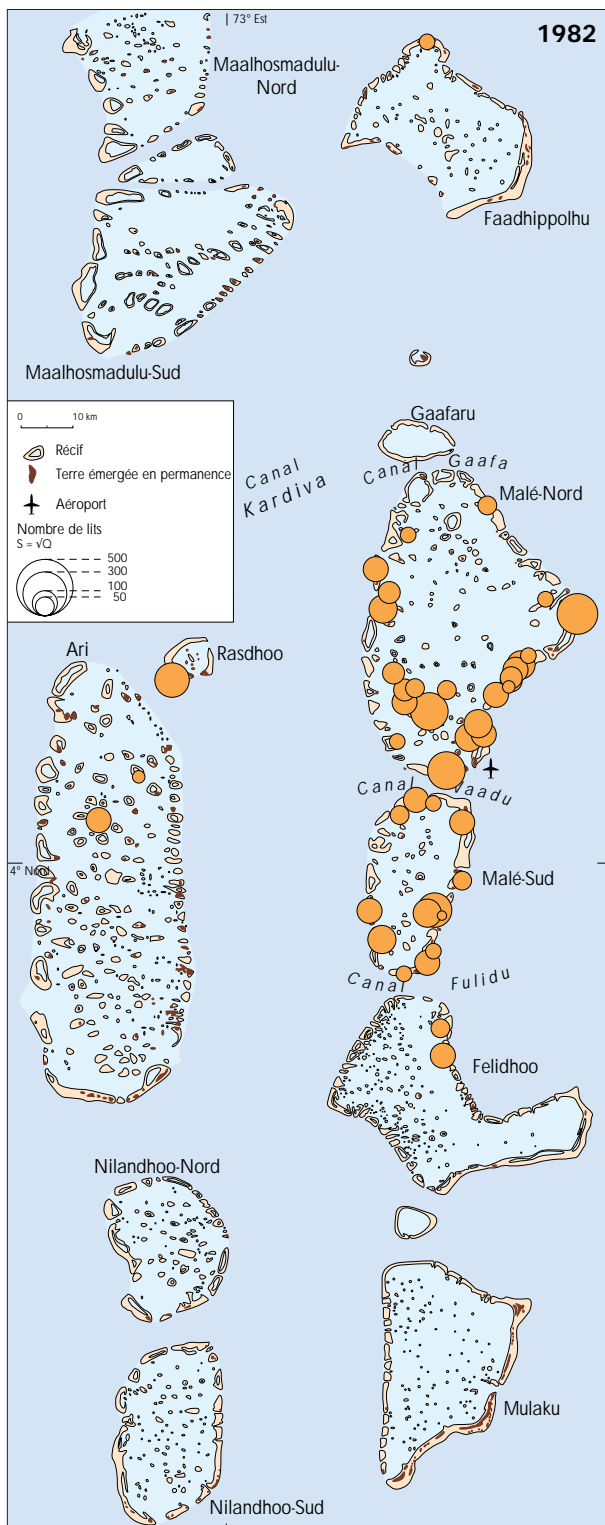 73° Est
1982
Maalhosmadulu-
Nord
Faadhippolhu
Maalhosmadulu-Sud
Gaafaru
0 10 km
Récif
Terre émergée en permanence
Aéroport
Nombre de lits
S = √Q
500
300
100
50
Canal
Kardiva
Canal Gaafa
Malé-Nord
Ari
Rasdhoo
Canal Vaadu
4° Nord
Malé-Sud
Canal Fulidu
Felidhoo
Nilandhoo-Nord
Mulaku
Nilandhoo-Sud